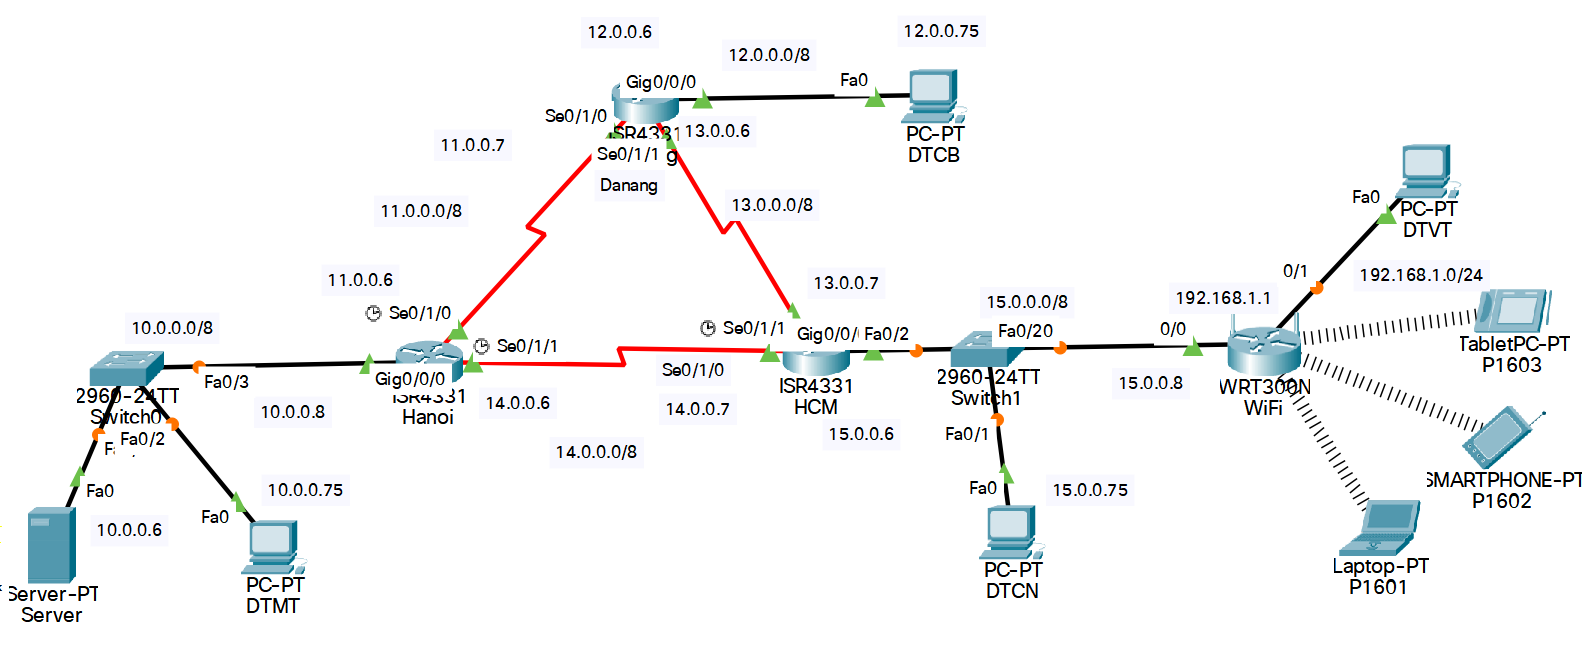 12.0.0.6
12.0.0.75
12.0.0.0/8
Gig0/0/0
Fa0
Se0/1/0
ISR4331
13.0.0.6
PC-PT
DTCB
11.0.0.7
Se0/1/1
g
Danang
11.0.0.0/8
13.0.0.0/8
Fa0
PC-PT
DTVT
11.0.0.6
Se0/1/0
13.0.0.7
0/1
192.168.1.0/24
192.168.1.1
15.0.0.0/8
10.0.0.0/8
Se0/1/1
Se0/1/1
Gig0/0/
Fa0/2
Fa0/20
0/0
TabletPC-PT
P1603
Fa0/3
Gig0/0/0
ISR4331
Hanoi
Se0/1/0
ISR4331
HCM
2960-24TT
Switch1
15.0.0.8
WRT300N
WiFi
2960-24TT
Switch0
10.0.0.8
14.0.0.6
14.0.0.7
15.0.0.6
Fa0/1
Fa0/2
14.0.0.0/8
Fa0
10.0.0.75
Fa0
15.0.0.75
SMARTPHONE-PT
P1602
10.0.0.6
Fa0
PC-PT
DTMT
PC-PT
DTCN
Laptop-PT
P1601
Server-PT
Server